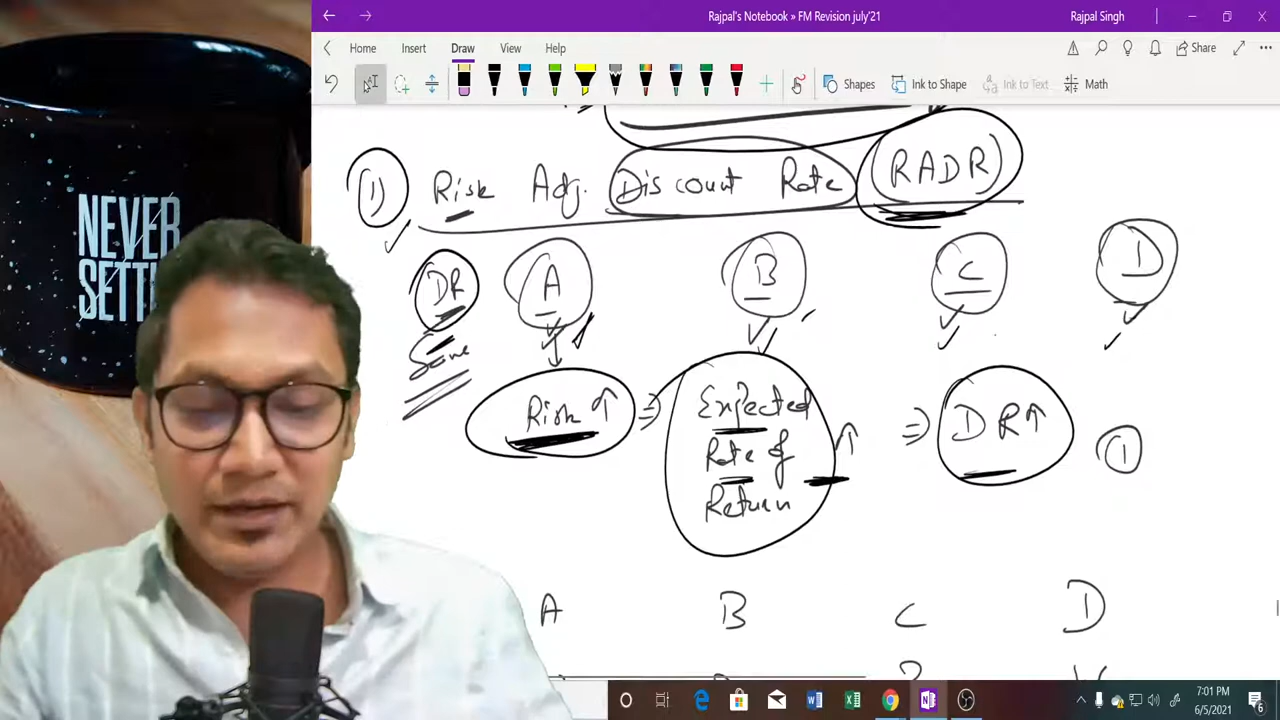 Rajpal's Notebook » FM Revision july'21
Rajpal Singh
Home Insert Draw View Help
Share
Shapes Ink to Shape Ink to Text Math
NEVER
SETT
① Risk Adj. Discount Rate (RADR)
DR A B C D
Same
Risk ↑ ⇒ Expected Rate of Return ↑ ⇒ DR↑ ①
A B C D
7:01 PM
6/5/2021
6